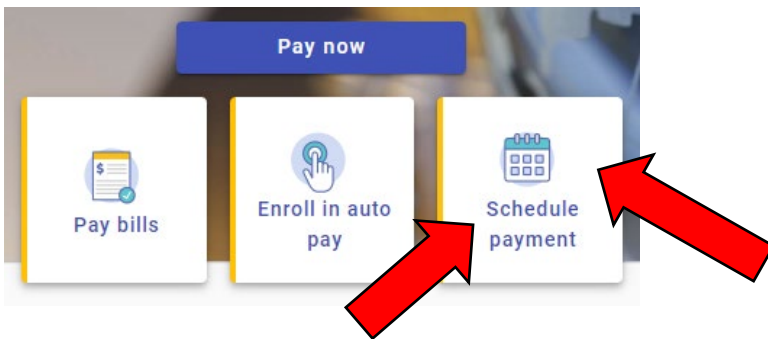 Pay now
$
Pay bills
Enroll in auto
pay
Schedule
payment